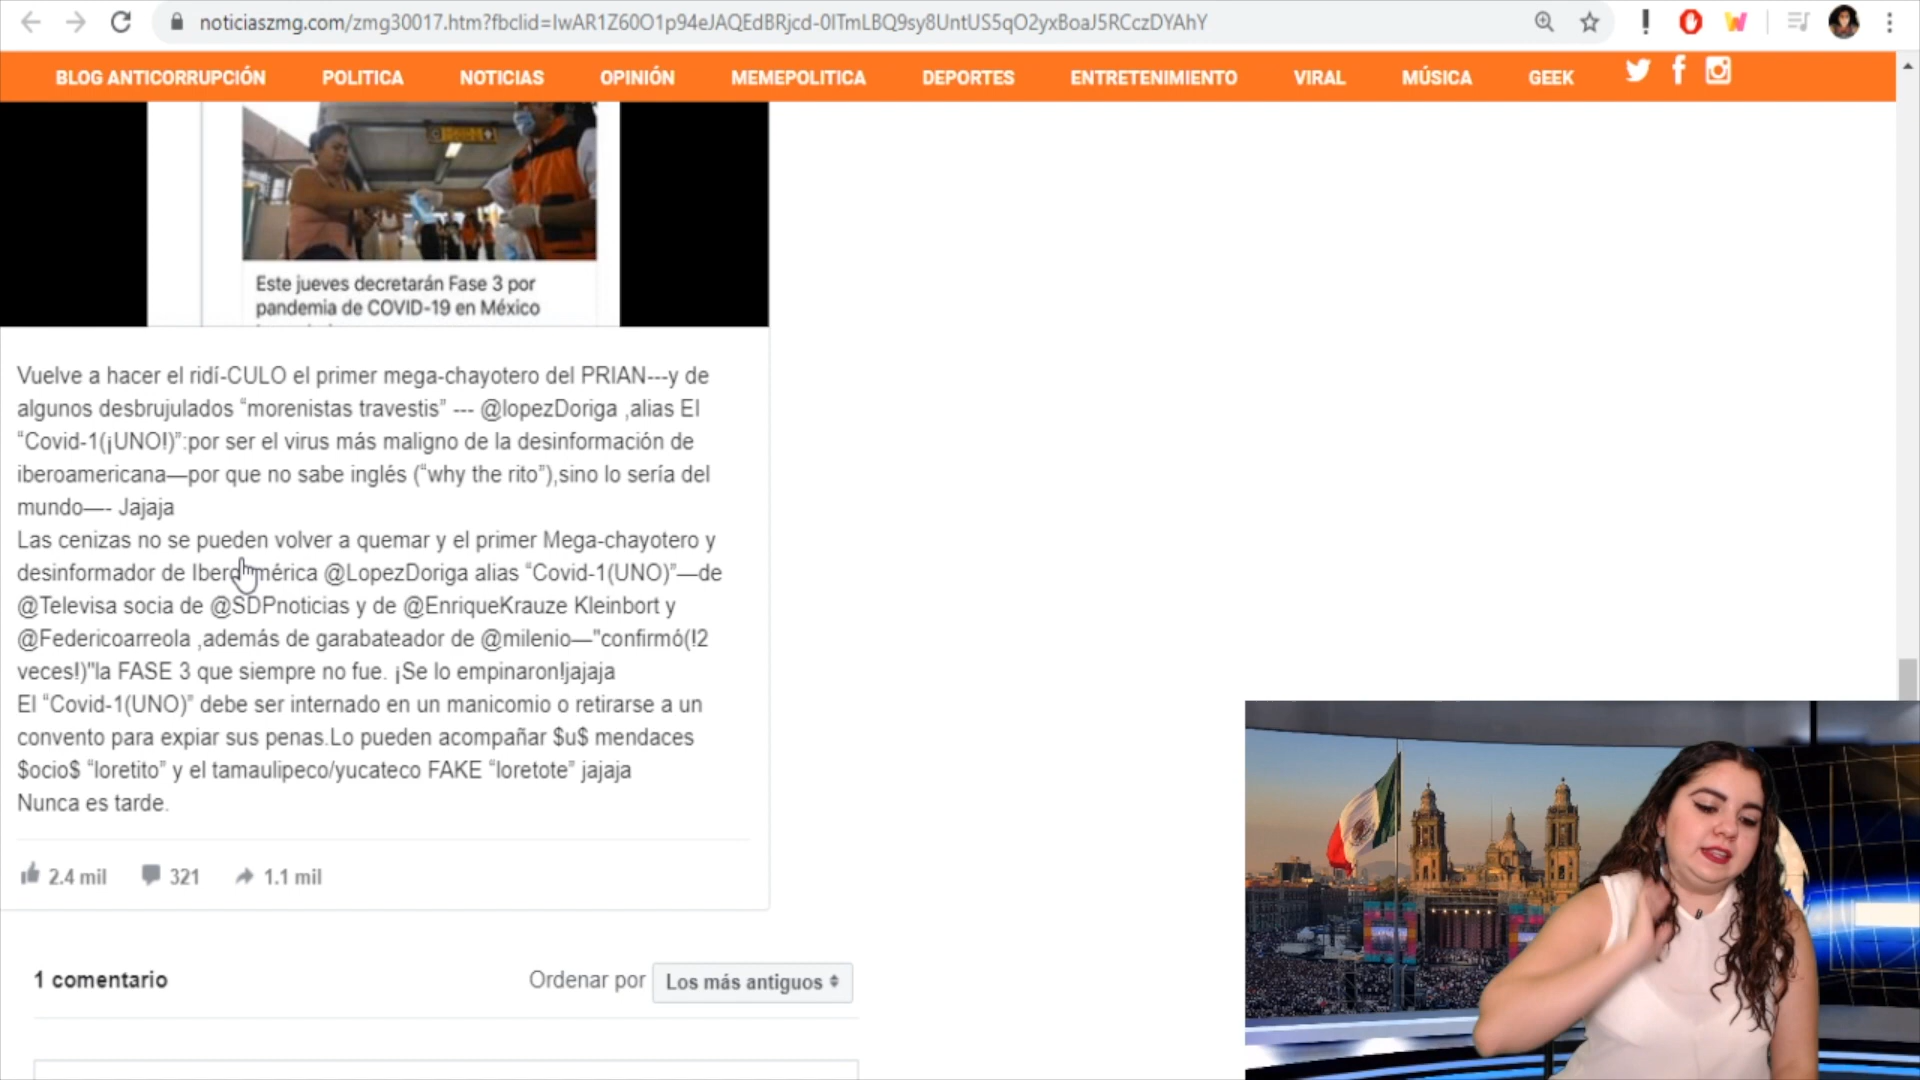 noticiaszmg.com/zmg30017.htm?fbclid=IwAR1Z60O1p94eJAQEdBRjcd-0ITmLBQ9sy8UntUS5qO2yxBoaJ5RCczDYAhY
BLOG ANTICORRUPCIÓN POLITICA NOTICIAS OPINIÓN MEMEPOLITICA DEPORTES ENTRETENIMIENTO VIRAL MÚSICA GEEK
Este jueves decretarán Fase 3 por
pandemia de COVID-19 en México
Vuelve a hacer el ridí-CULO el primer mega-chayotero del PRIAN---y de
algunos desbrujulados “morenistas travestis” --- @lopezDoriga ,alias El
“Covid-1(¡UNO!)”:por ser el virus más maligno de la desinformación de
iberoamericana—por que no sabe inglés (“why the rito”),sino lo sería del
mundo—- Jajaja
Las cenizas no se pueden volver a quemar y el primer Mega-chayotero y
desinformador de Iberoamérica @LopezDoriga alias “Covid-1(UNO)”—de
@Televisa socia de @SDPnoticias y de @EnriqueKrauze Kleinbort y
@Federicoarreola ,además de garabateador de @milenio—"confirmó(!2
veces!)"la FASE 3 que siempre no fue. ¡Se lo empinaron!jajaja
El “Covid-1(UNO)” debe ser internado en un manicomio o retirarse a un
convento para expiar sus penas.Lo pueden acompañar $u$ mendaces
$ocio$ “loretito” y el tamaulipeco/yucateco FAKE “loretote” jajaja
Nunca es tarde.
2.4 mil 321 1.1 mil
1 comentario Ordenar por Los más antiguos